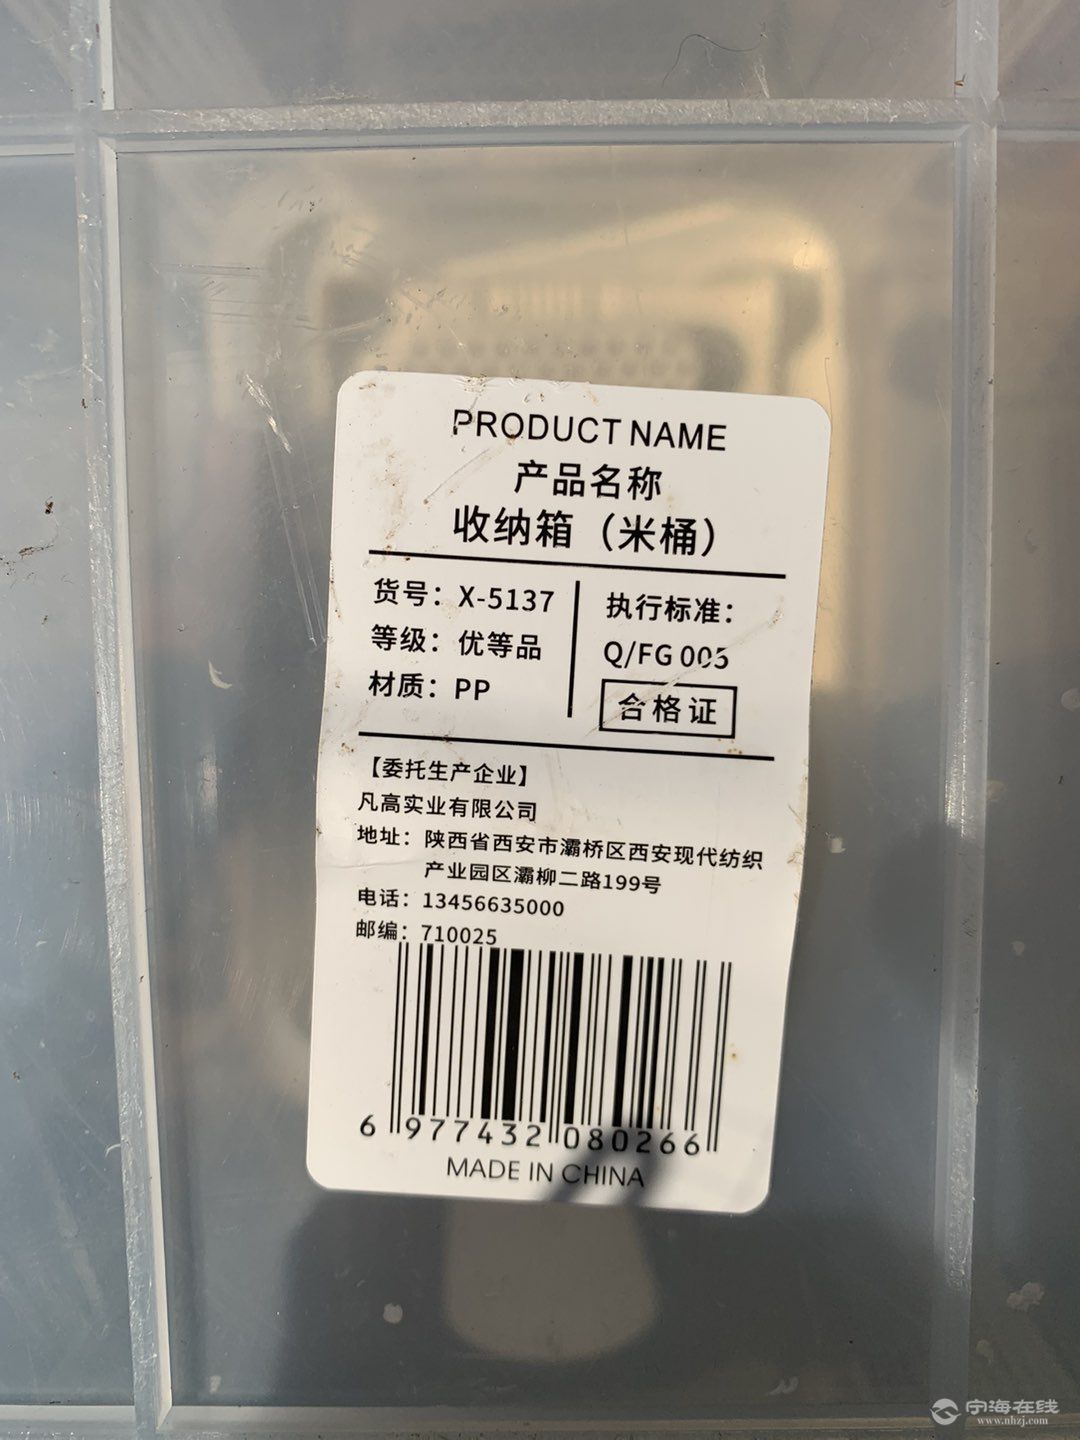 PRODUCT NAME
产品名称
收纳箱（米桶）
货号：X-5137
等级：优等品
材质：PP
执行标准：
Q/FG 005
合格证
【委托生产企业】
凡高实业有限公司
地址：陕西省西安市灞桥区西安现代纺织
产业园区灞柳二路199号
电话：13456635000
邮编：710025
6 977432 080266
MADE IN CHINA
宁海在线
www.nhzj.com